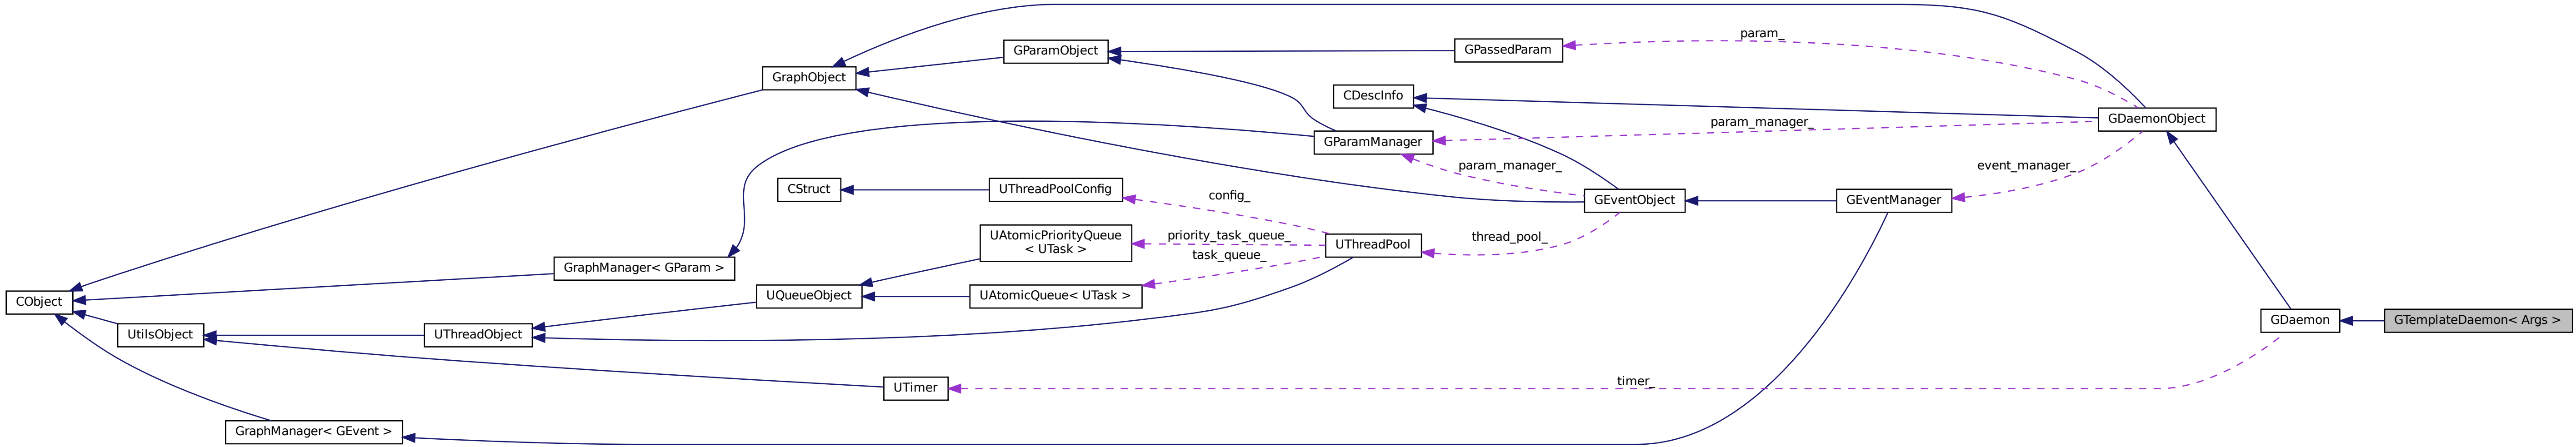 param_
GParamObject
GPassedParam
GraphObject
CDescInfo
GDaemonObject
param_manager_
GParamManager
param_manager_
event_manager_
CStruct
UThreadPoolConfig
config_
GEventObject
GEventManager
UAtomicPriorityQueue
< UTask >
priority_task_queue_
UThreadPool
thread_pool_
task_queue_
GraphManager< GParam >
CObject
UQueueObject
UAtomicQueue< UTask >
UtilsObject
UThreadObject
GDaemon
GTemplateDaemon< Args >
UTimer
timer_
GraphManager< GEvent >